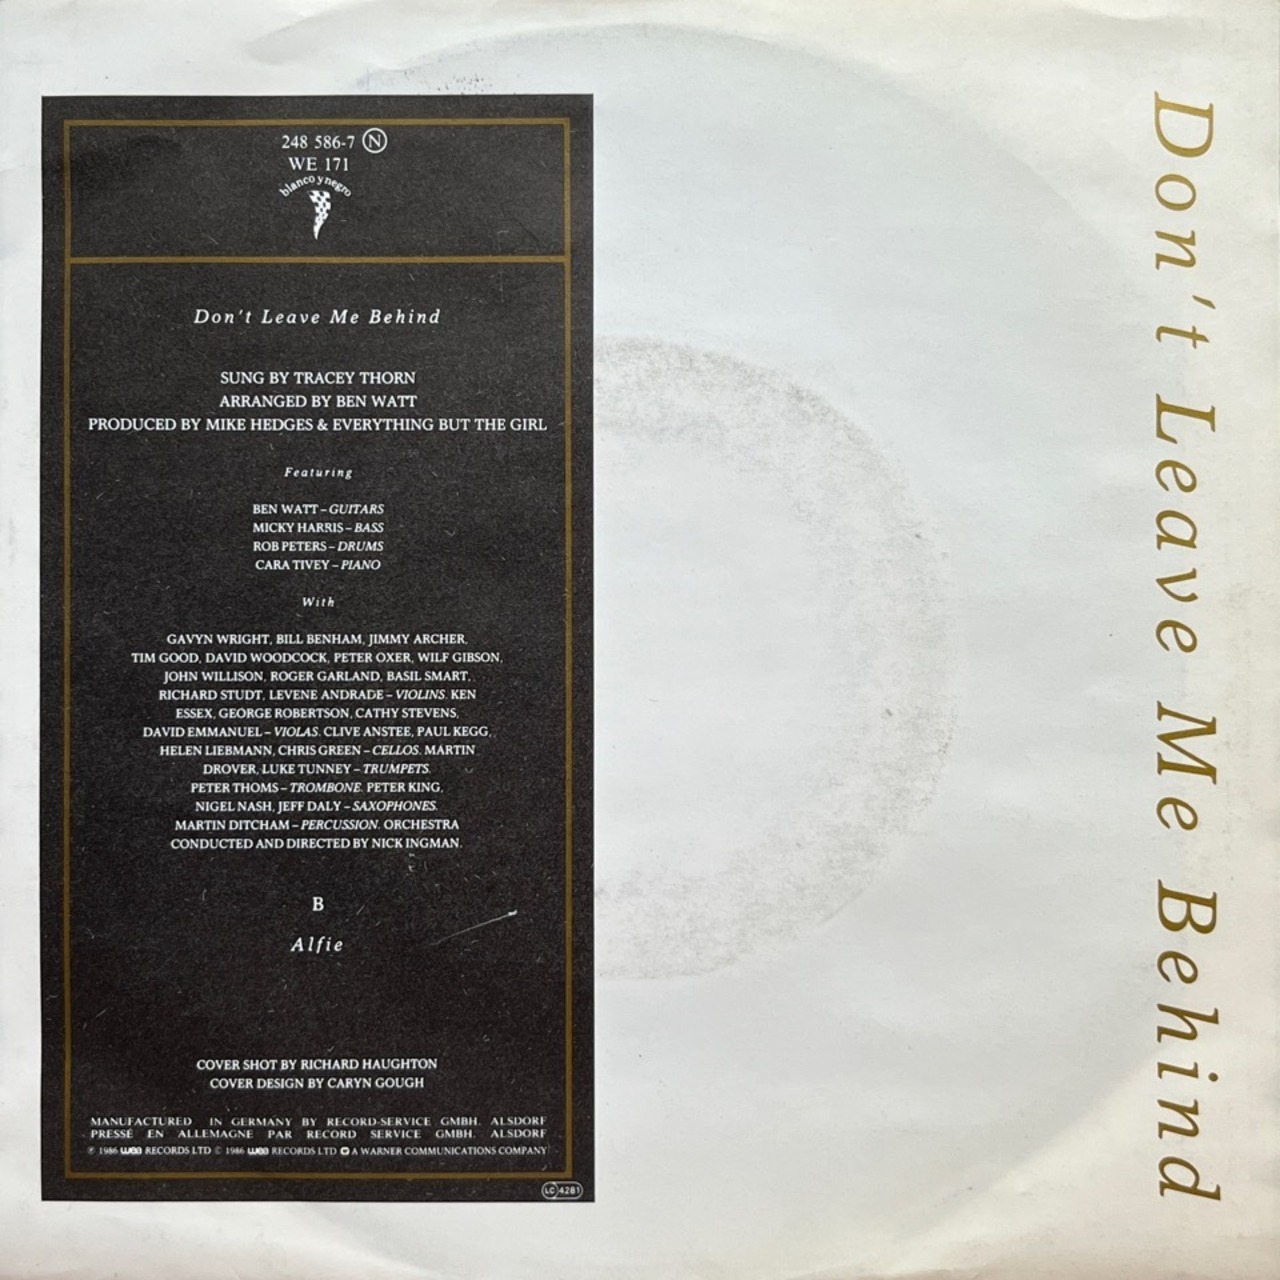 248 586-7 N
WE 171
blanco y negro
Don't Leave Me Behind
SUNG BY TRACEY THORN
ARRANGED BY BEN WATT
PRODUCED BY MIKE HEDGES & EVERYTHING BUT THE GIRL
Featuring
BEN WATT – GUITARS
MICKY HARRIS – BASS
ROB PETERS – DRUMS
CARA TIVEY – PIANO
With
GAVYN WRIGHT, BILL BENHAM, JIMMY ARCHER,
TIM GOOD, DAVID WOODCOCK, PETER OXER, WILF GIBSON,
JOHN WILLISON, ROGER GARLAND, BASIL SMART,
RICHARD STUDT, LEVENE ANDRADE – VIOLINS. KEN
ESSEX, GEORGE ROBERTSON, CATHY STEVENS,
DAVID EMMANUEL – VIOLAS. CLIVE ANSTEE, PAUL KEGG,
HELEN LIEBMANN, CHRIS GREEN – CELLOS. MARTIN
DROVER, LUKE TUNNEY – TRUMPETS.
PETER THOMS – TROMBONE. PETER KING,
NIGEL NASH, JEFF DALY – SAXOPHONES.
MARTIN DITCHAM – PERCUSSION. ORCHESTRA
CONDUCTED AND DIRECTED BY NICK INGMAN.
B
Alfie
COVER SHOT BY RICHARD HAUGHTON
COVER DESIGN BY CARYN GOUGH
MANUFACTURED IN GERMANY BY RECORD-SERVICE GMBH. ALSDORF
PRESSÉ EN ALLEMAGNE PAR RECORD SERVICE GMBH. ALSDORF
℗ 1986 wea RECORDS LTD © 1986 wea RECORDS LTD A WARNER COMMUNICATIONS COMPANY
LC 4281
Don't Leave Me Behind